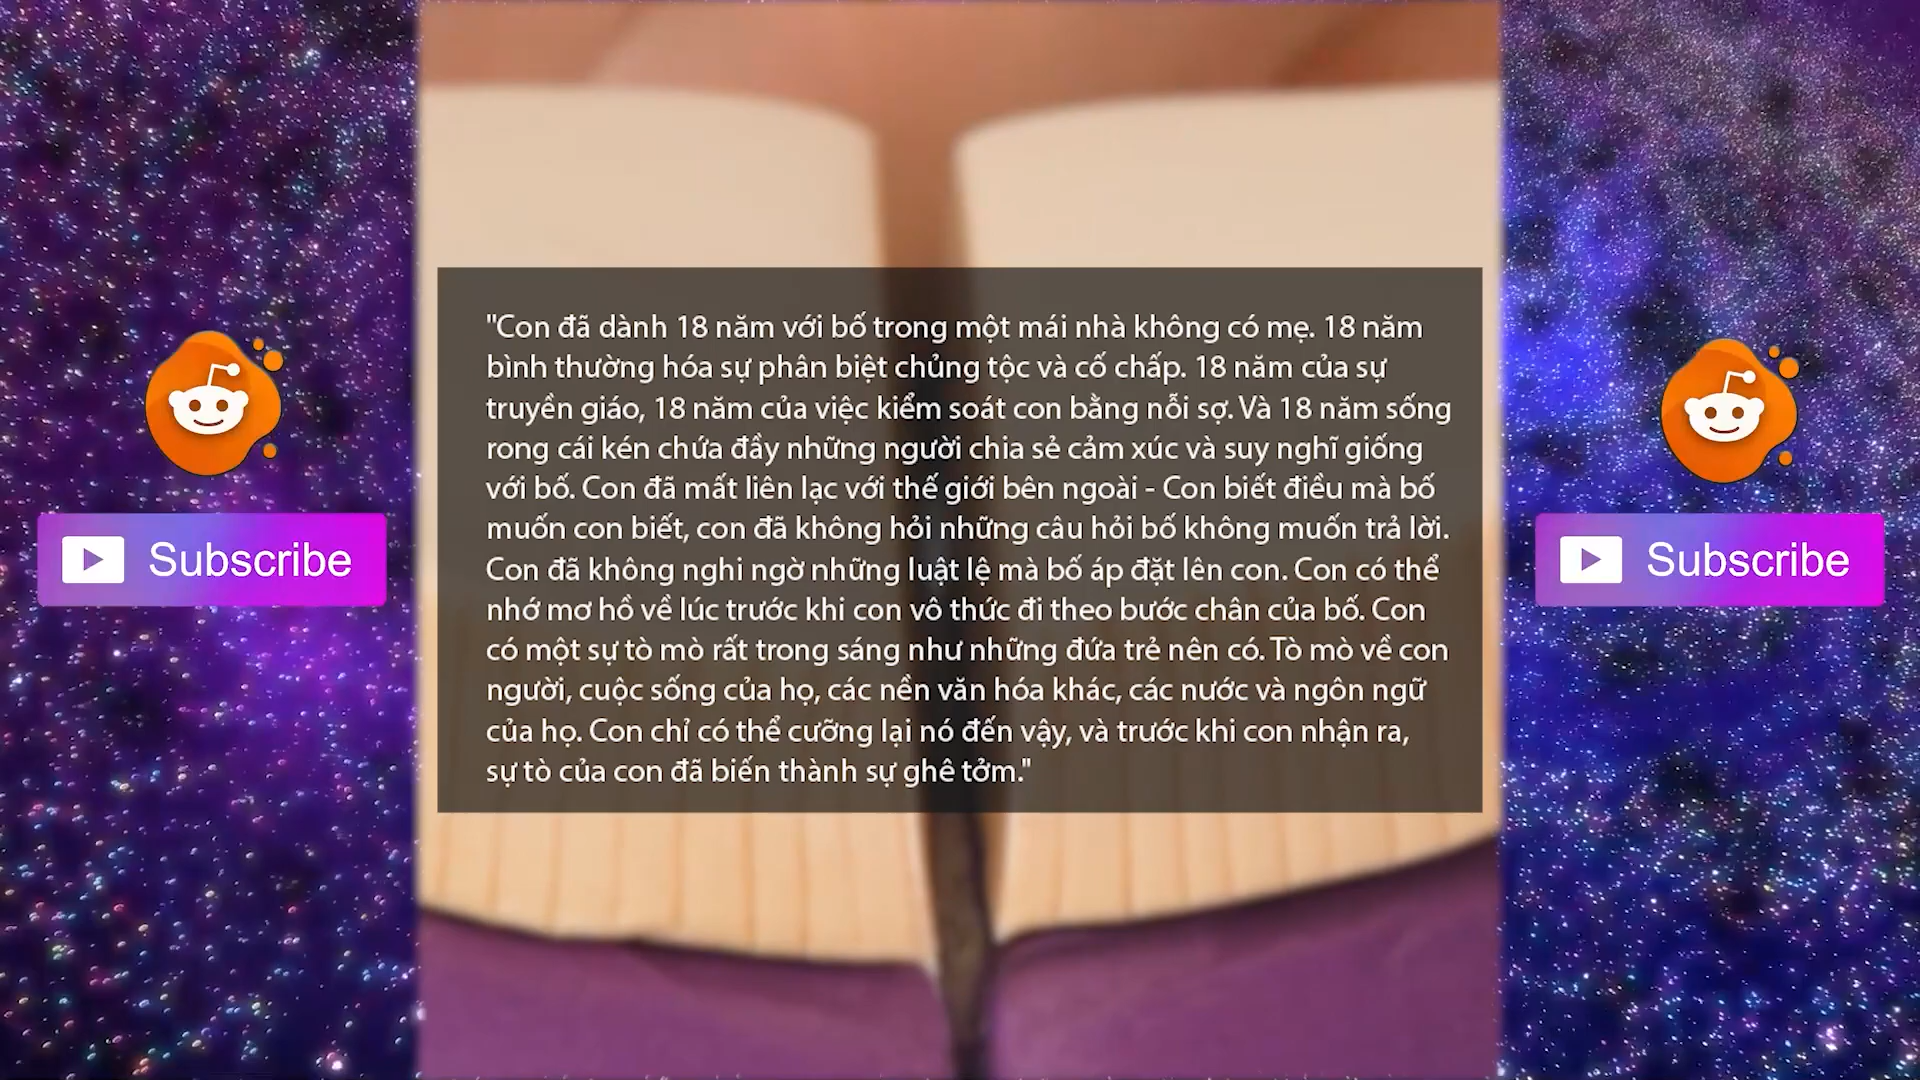 "Con đã dành 18 năm với bố trong một mái nhà không có mẹ. 18 năm
bình thường hóa sự phân biệt chủng tộc và cố chấp. 18 năm của sự
truyền giáo, 18 năm của việc kiểm soát con bằng nỗi sợ. Và 18 năm sống
rong cái kén chứa đầy những người chia sẻ cảm xúc và suy nghĩ giống
với bố. Con đã mất liên lạc với thế giới bên ngoài - Con biết điều mà bố
muốn con biết, con đã không hỏi những câu hỏi bố không muốn trả lời.
Con đã không nghi ngờ những luật lệ mà bố áp đặt lên con. Con có thể
nhớ mơ hồ về lúc trước khi con vô thức đi theo bước chân của bố. Con
có một sự tò mò rất trong sáng như những đứa trẻ nên có. Tò mò về con
người, cuộc sống của họ, các nền văn hóa khác, các nước và ngôn ngữ
của họ. Con chỉ có thể cưỡng lại nó đến vậy, và trước khi con nhận ra,
sự tò của con đã biến thành sự ghê tởm."
Subscribe
Subscribe